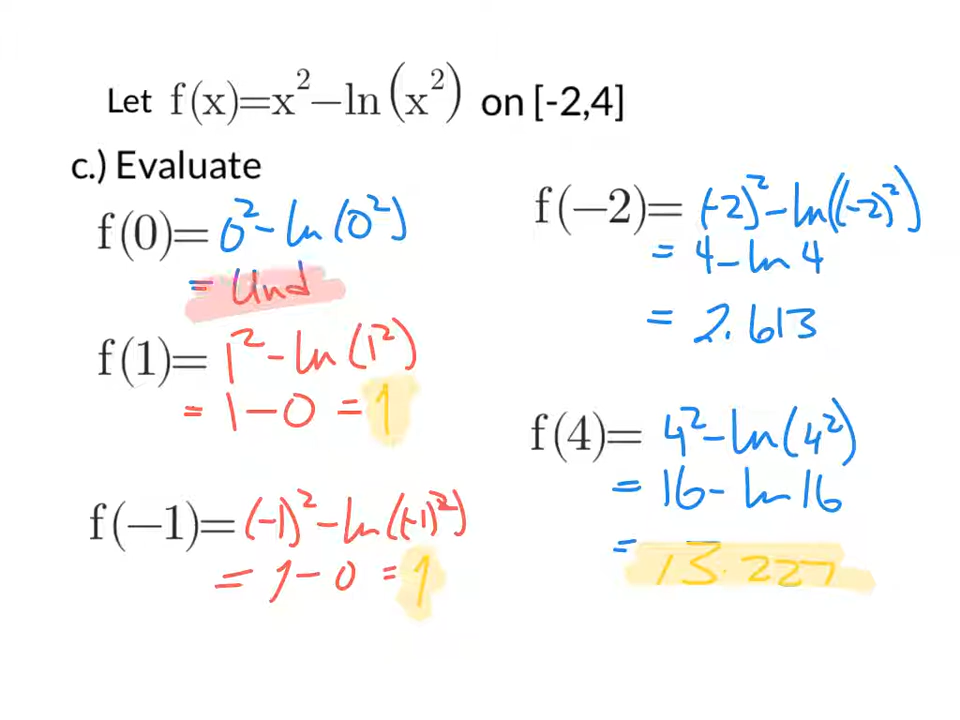 Let f(x)=x²−ln(x²) on [-2,4]
c.) Evaluate
f(0)= 0² - ln(0²)
= Und
f(1)= 1² - ln(1²)
= 1 - 0 = 1
f(−1)= (-1)² - ln((-1)²)
= 1 - 0 = 1
f(−2)= (-2)² - ln((-2)²)
= 4 - ln 4
= 2.613
f(4)= 4² - ln(4²)
= 16 - ln 16
= 13.227